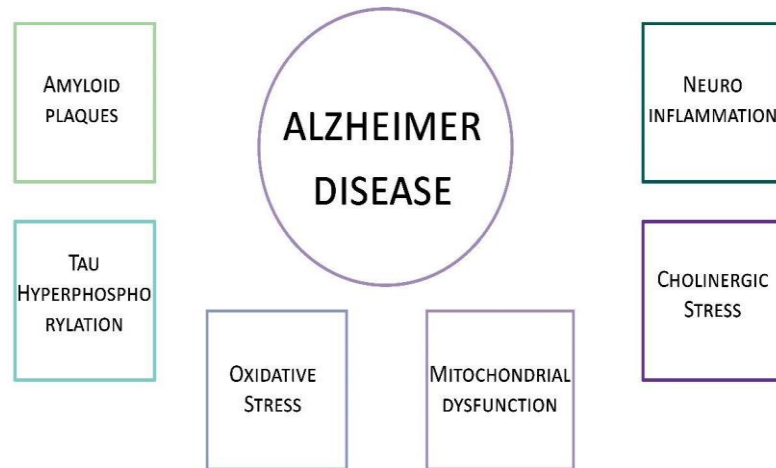 ALZHEIMER
DISEASE
AMYLOID
PLAQUES
TAU
HYPERPHOSPHO
RYLATION
OXIDATIVE
STRESS
MITOCHONDRIAL
DYSFUNCTION
CHOLINERGIC
STRESS
NEURO
INFLAMMATION